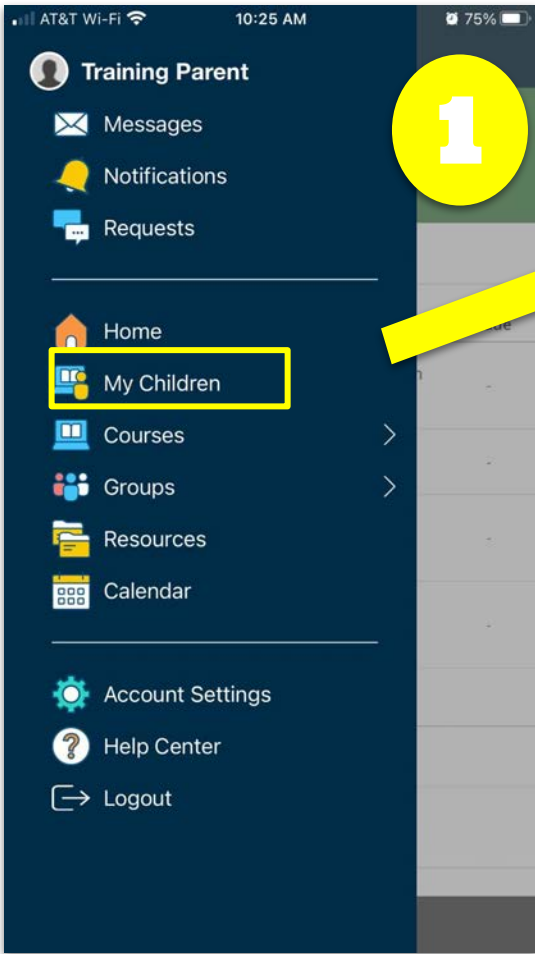 AT&T Wi-Fi 10:25 AM 75%
Training Parent
1
Messages
Notifications
Requests
Home
My Children
Courses
Groups
Resources
Calendar
Account Settings
Help Center
Logout